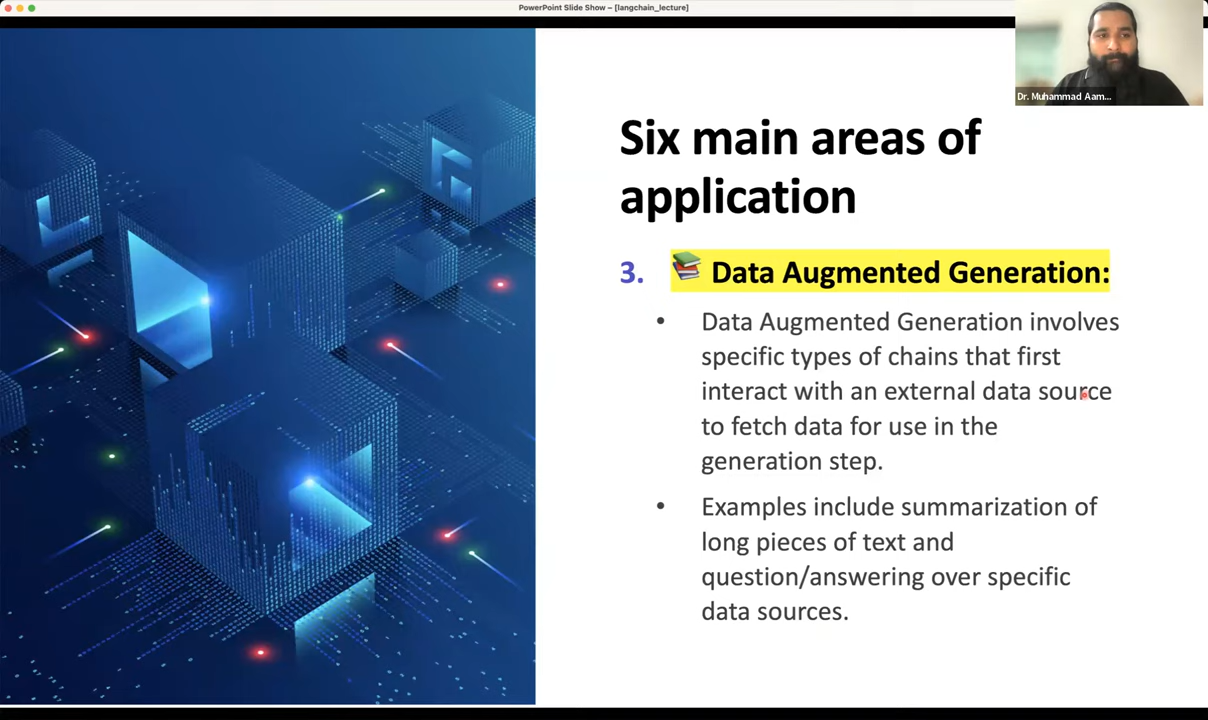 PowerPoint Slide Show – [langchain_lecture]
Dr. Muhammad Aam...
Six main areas of
application
3. Data Augmented Generation:
• Data Augmented Generation involves
specific types of chains that first
interact with an external data source
to fetch data for use in the
generation step.
• Examples include summarization of
long pieces of text and
question/answering over specific
data sources.